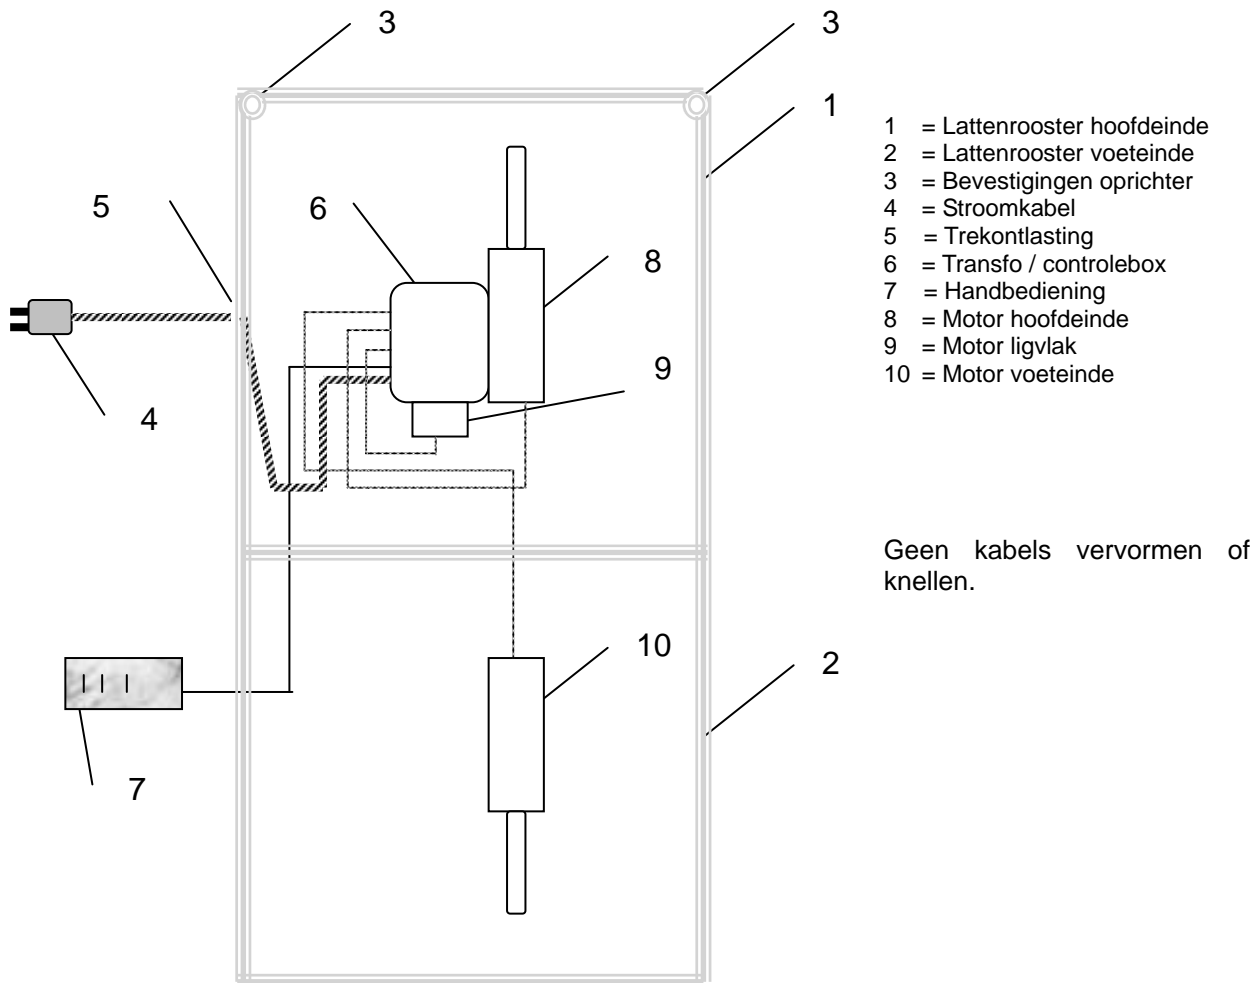 3
3
1
5
6
8
4
9
10
2
7
1 = Lattenrooster hoofdeinde
2 = Lattenrooster voeteinde
3 = Bevestigingen oprichter
4 = Stroomkabel
5 = Trekontlasting
6 = Transfo / controlebox
7 = Handbediening
8 = Motor hoofdeinde
9 = Motor ligvlak
10 = Motor voeteinde
Geen kabels vervormen of
knellen.